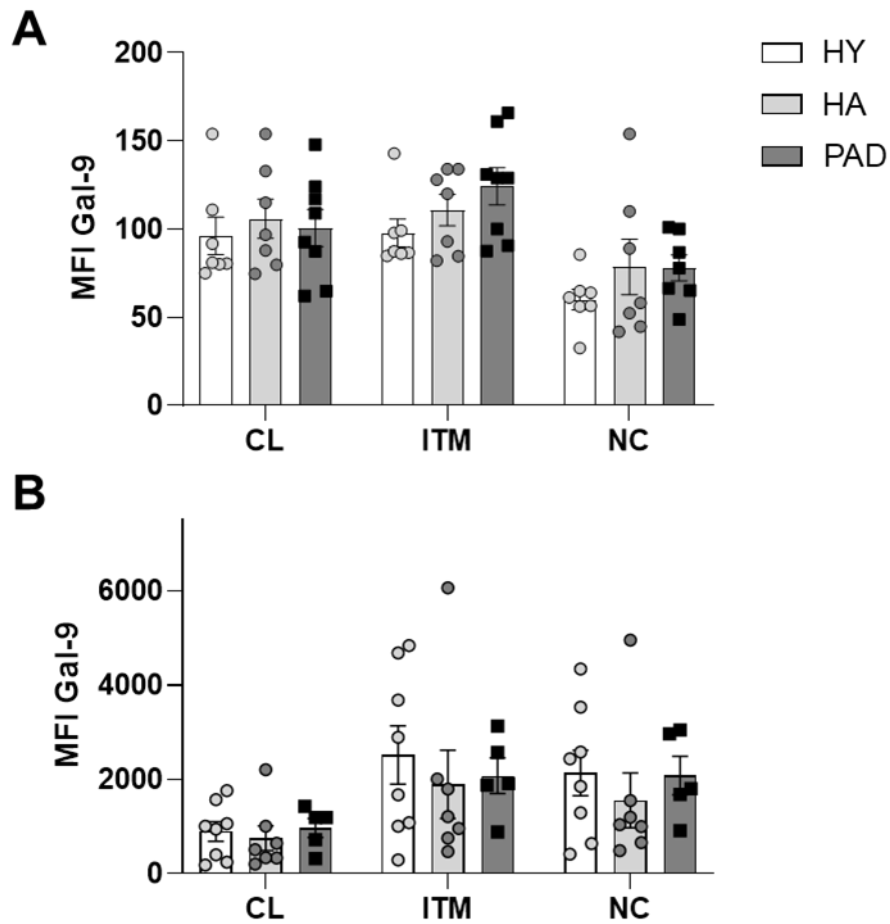 A
200
150
100
50
0
MFI Gal-9
CL ITM NC
HY
HA
PAD
B
6000
4000
2000
0
MFI Gal-9
CL ITM NC